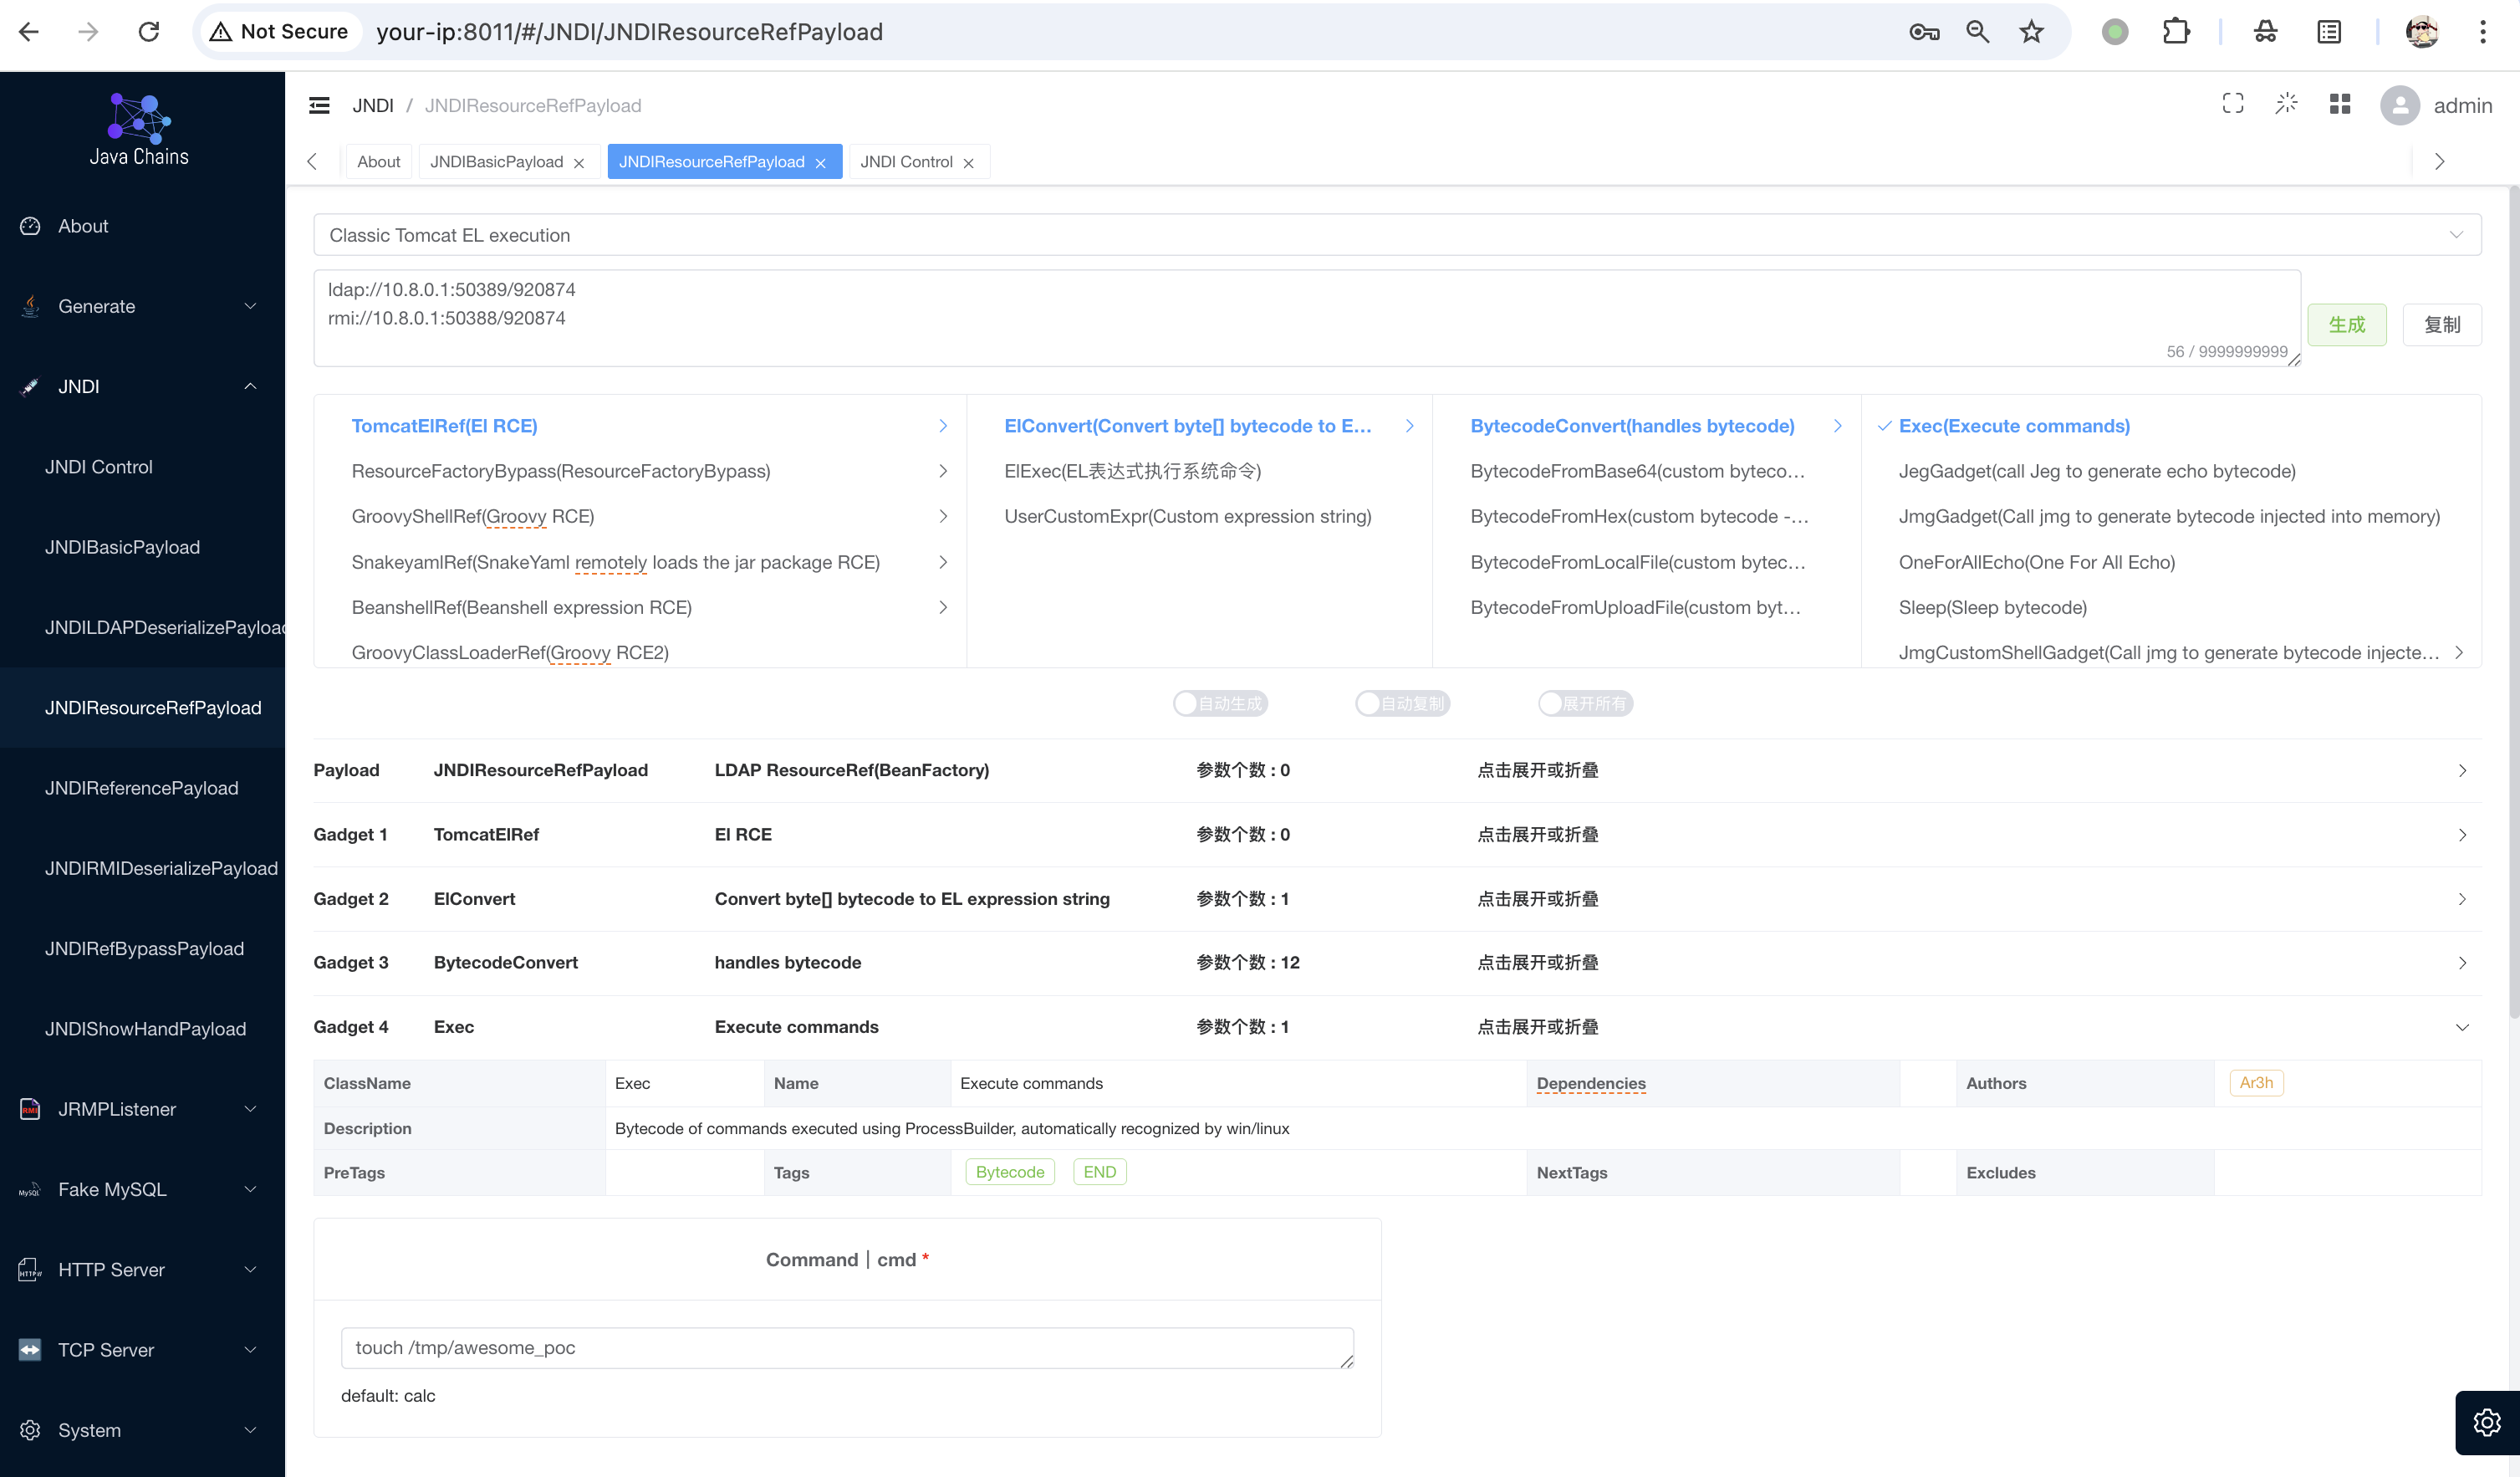 Not Secure your-ip:8011/#/JNDI/JNDIResourceRefPayload
Java Chains
About
Generate
JNDI
JNDI Control
JNDIBasicPayload
JNDILDAPDeserializePayload
JNDIResourceRefPayload
JNDIReferencePayload
JNDIRMIDeserializePayload
JNDIRefBypassPayload
JNDIShowHandPayload
RMI JRMPListener
MySQL Fake MySQL
HTTP HTTP Server
TCP Server
System
JNDI / JNDIResourceRefPayload
admin
About JNDIBasicPayload JNDIResourceRefPayload JNDI Control
Classic Tomcat EL execution
ldap://10.8.0.1:50389/920874
rmi://10.8.0.1:50388/920874
56 / 9999999999
生成 复制
TomcatElRef(El RCE)
ResourceFactoryBypass(ResourceFactoryBypass)
GroovyShellRef(Groovy RCE)
SnakeyamlRef(SnakeYaml remotely loads the jar package RCE)
BeanshellRef(Beanshell expression RCE)
GroovyClassLoaderRef(Groovy RCE2)
ElConvert(Convert byte[] bytecode to E...
ElExec(EL表达式执行系统命令)
UserCustomExpr(Custom expression string)
BytecodeConvert(handles bytecode)
BytecodeFromBase64(custom byteco...
BytecodeFromHex(custom bytecode -...
BytecodeFromLocalFile(custom bytec...
BytecodeFromUploadFile(custom byt...
Exec(Execute commands)
JegGadget(call Jeg to generate echo bytecode)
JmgGadget(Call jmg to generate bytecode injected into memory)
OneForAllEcho(One For All Echo)
Sleep(Sleep bytecode)
JmgCustomShellGadget(Call jmg to generate bytecode injecte...
自动生成 自动复制 展开所有
Payload JNDIResourceRefPayload LDAP ResourceRef(BeanFactory) 参数个数 : 0 点击展开或折叠
Gadget 1 TomcatElRef El RCE 参数个数 : 0 点击展开或折叠
Gadget 2 ElConvert Convert byte[] bytecode to EL expression string 参数个数 : 1 点击展开或折叠
Gadget 3 BytecodeConvert handles bytecode 参数个数 : 12 点击展开或折叠
Gadget 4 Exec Execute commands 参数个数 : 1 点击展开或折叠
ClassName Exec Name Execute commands Dependencies Authors Ar3h
Description Bytecode of commands executed using ProcessBuilder, automatically recognized by win/linux
PreTags Tags Bytecode END NextTags Excludes
Command | cmd *
touch /tmp/awesome_poc
default: calc